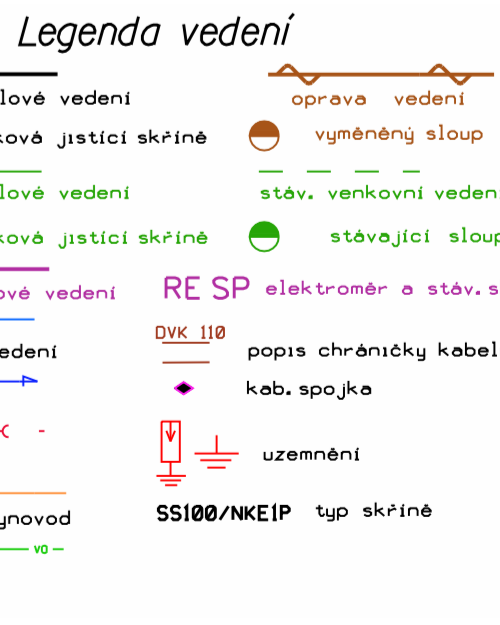 Legenda vedení
lové vedení
oprava vedení
ková jistící skříně
vyměněný sloup
lové vedení
stáv. venkovní veden
ková jistící skříně
stávající sloup
ové vedení
RE SP elektroměr a stáv. s
DVK 110
edení
popis chráničky kabel
kab. spojka
uzemnění
SS100/NKE1P typ skříně
ynovod
VO